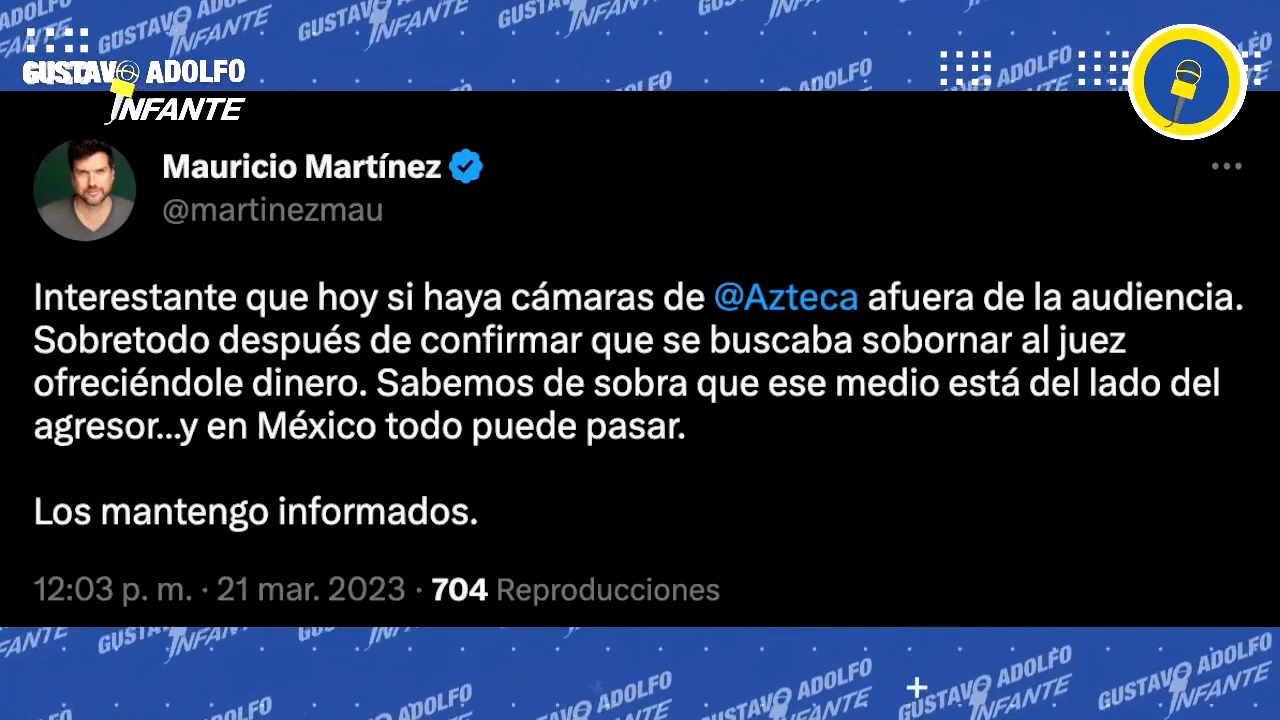 GUSTAVO ADOLFO
INFANTE
Mauricio Martínez
@martinezmau
Interestante que hoy si haya cámaras de @Azteca afuera de la audiencia.
Sobretodo después de confirmar que se buscaba sobornar al juez
ofreciéndole dinero. Sabemos de sobra que ese medio está del lado del
agresor...y en México todo puede pasar.
Los mantengo informados.
12:03 p. m. · 21 mar. 2023 · 704 Reproducciones